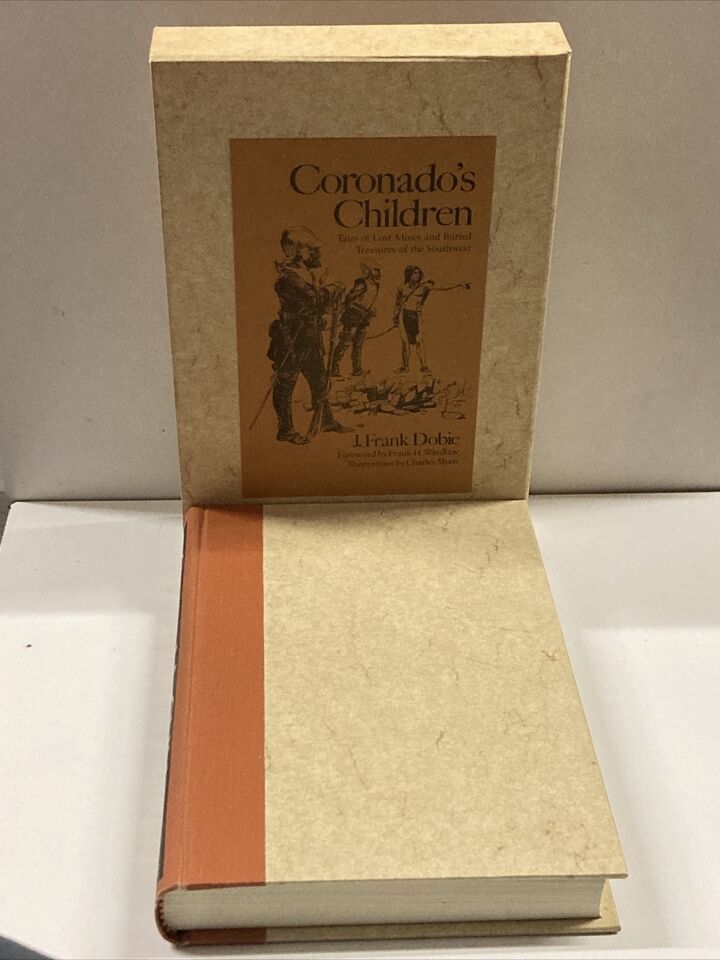 Coronado's
Children
Tales of Lost Mines and Buried
Treasures of the Southwest
J. Frank Dobie
Foreword by Frank H. Wardlaw
Illustrations by Charles Shaw